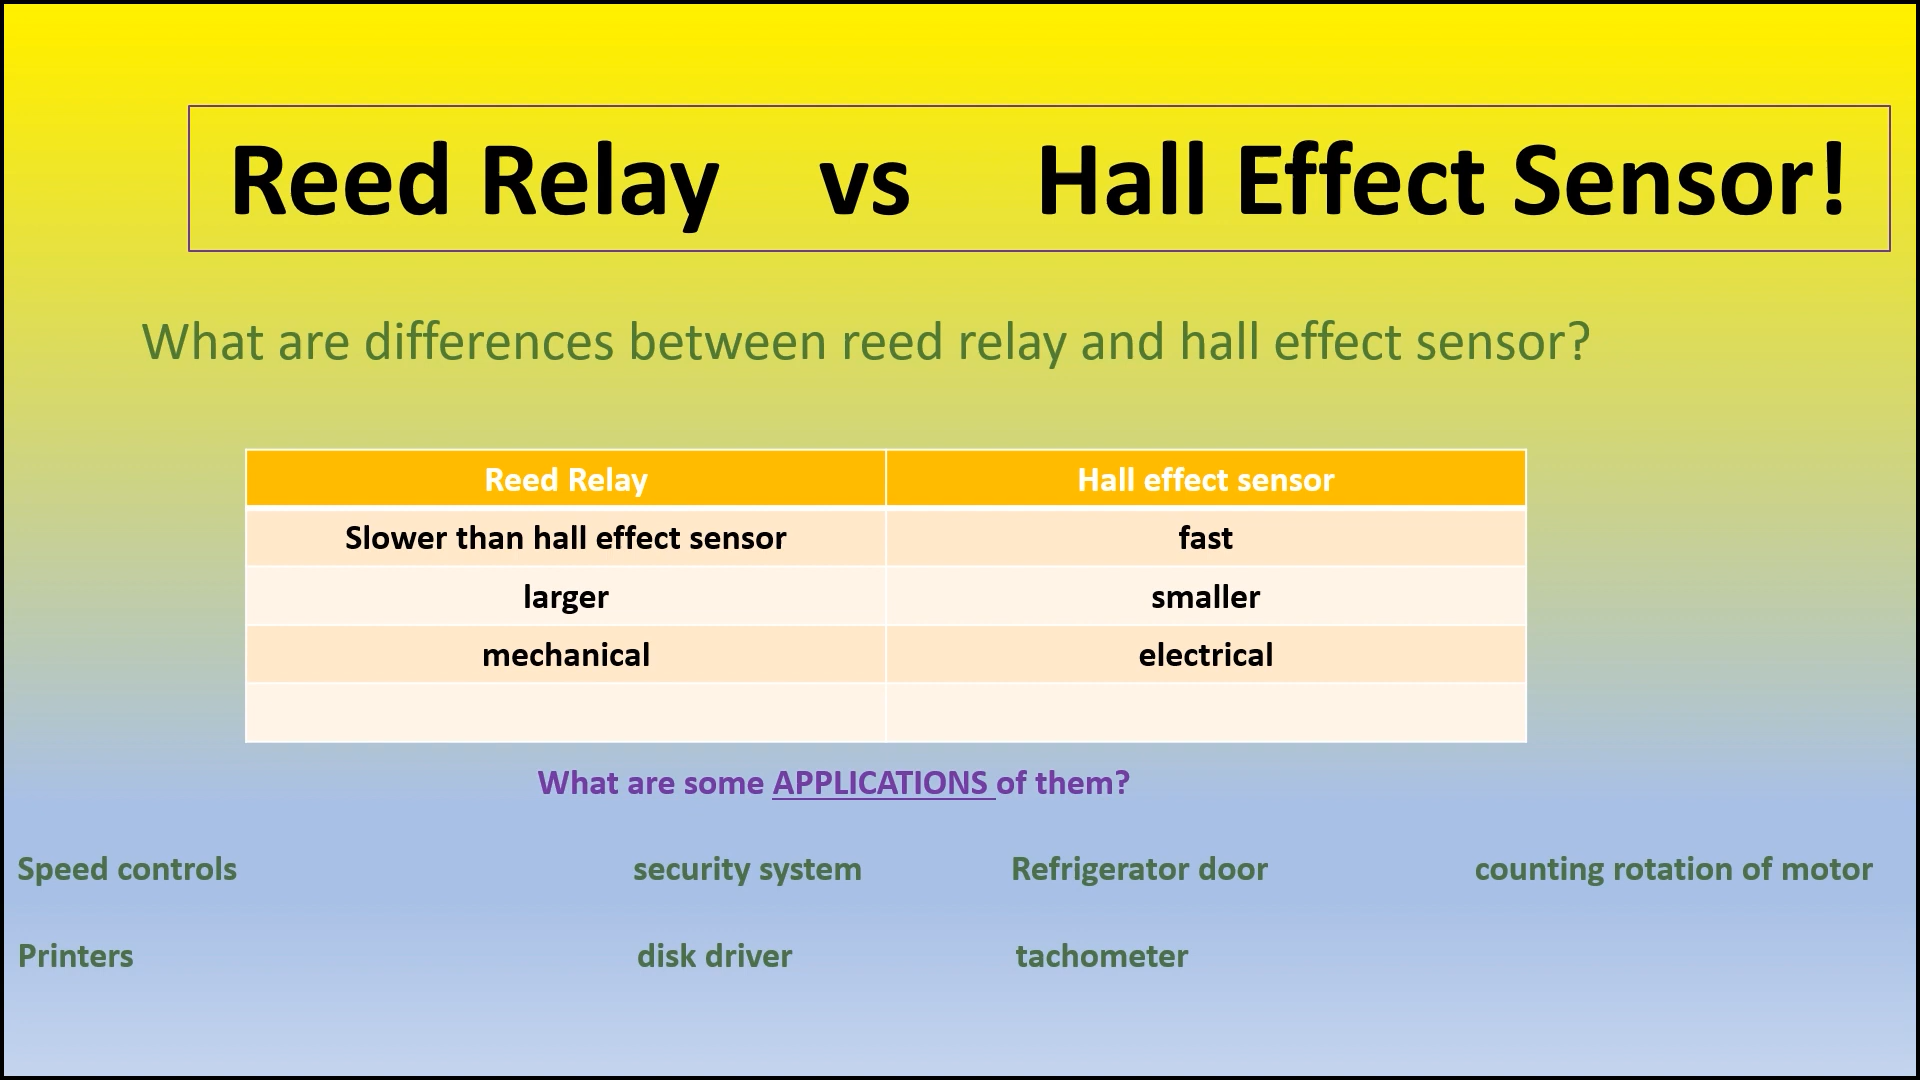 Reed Relay vs Hall Effect Sensor!
What are differences between reed relay and hall effect sensor?
Reed Relay Hall effect sensor
Slower than hall effect sensor fast
larger smaller
mechanical electrical
What are some APPLICATIONS of them?
Speed controls security system Refrigerator door counting rotation of motor
Printers disk driver tachometer